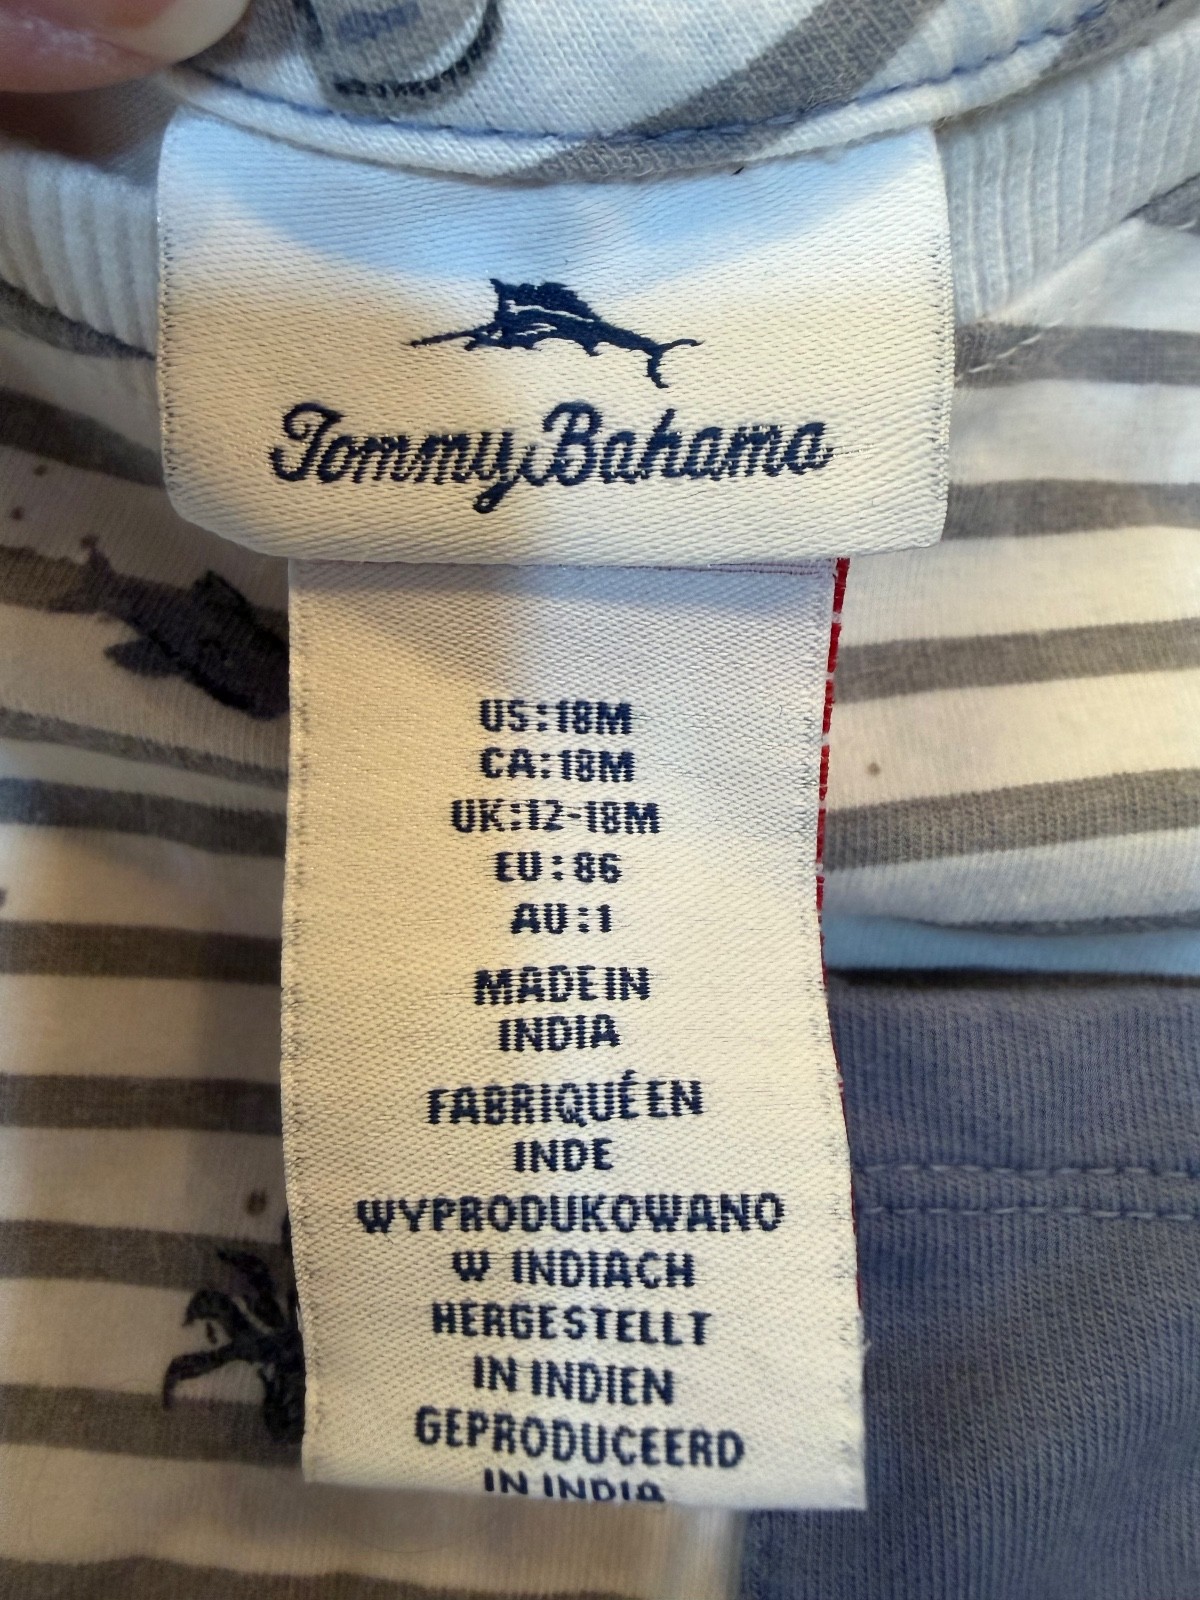 Tommy Bahama
US:18M
CA:18M
UK:12-18M
EU:86
AU:1
MADE IN
INDIA
FABRIQUÉ EN
INDE
WYPRODUKOWANO
W INDIACH
HERGESTELLT
IN INDIEN
GEPRODUCEERD
IN INDIA